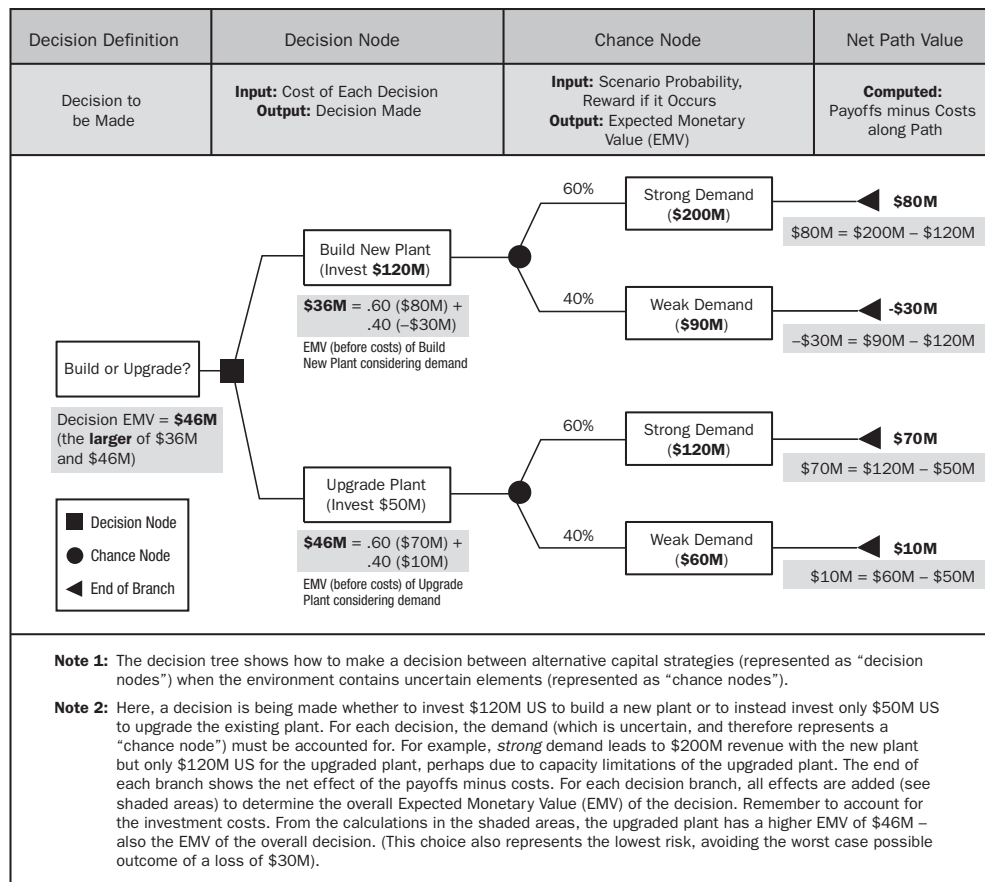 Decision Definition
Decision Node
Chance Node
Net Path Value
Decision to
be Made
Input: Cost of Each Decision
Output: Decision Made
Input: Scenario Probability,
Reward if it Occurs
Output: Expected Monetary
Value (EMV)
Computed:
Payoffs minus Costs
along Path
Build or Upgrade?
Decision EMV = $46M
(the larger of $36M
and $46M)
Build New Plant
(Invest $120M)
$36M = .60 ($80M) +
.40 (–$30M)
EMV (before costs) of Build
New Plant considering demand
60%
Strong Demand
($200M)
$80M
$80M = $200M – $120M
40%
Weak Demand
($90M)
-$30M
–$30M = $90M – $120M
Upgrade Plant
(Invest $50M)
$46M = .60 ($70M) +
.40 ($10M)
EMV (before costs) of Upgrade
Plant considering demand
60%
Strong Demand
($120M)
$70M
$70M = $120M – $50M
40%
Weak Demand
($60M)
$10M
$10M = $60M – $50M
Decision Node
Chance Node
End of Branch
Note 1: The decision tree shows how to make a decision between alternative capital strategies (represented as “decision
nodes”) when the environment contains uncertain elements (represented as “chance nodes”).
Note 2: Here, a decision is being made whether to invest $120M US to build a new plant or to instead invest only $50M US
to upgrade the existing plant. For each decision, the demand (which is uncertain, and therefore represents a
“chance node”) must be accounted for. For example, strong demand leads to $200M revenue with the new plant
but only $120M US for the upgraded plant, perhaps due to capacity limitations of the upgraded plant. The end of
each branch shows the net effect of the payoffs minus costs. For each decision branch, all effects are added (see
shaded areas) to determine the overall Expected Monetary Value (EMV) of the decision. Remember to account for
the investment costs. From the calculations in the shaded areas, the upgraded plant has a higher EMV of $46M –
also the EMV of the overall decision. (This choice also represents the lowest risk, avoiding the worst case possible
outcome of a loss of $30M).